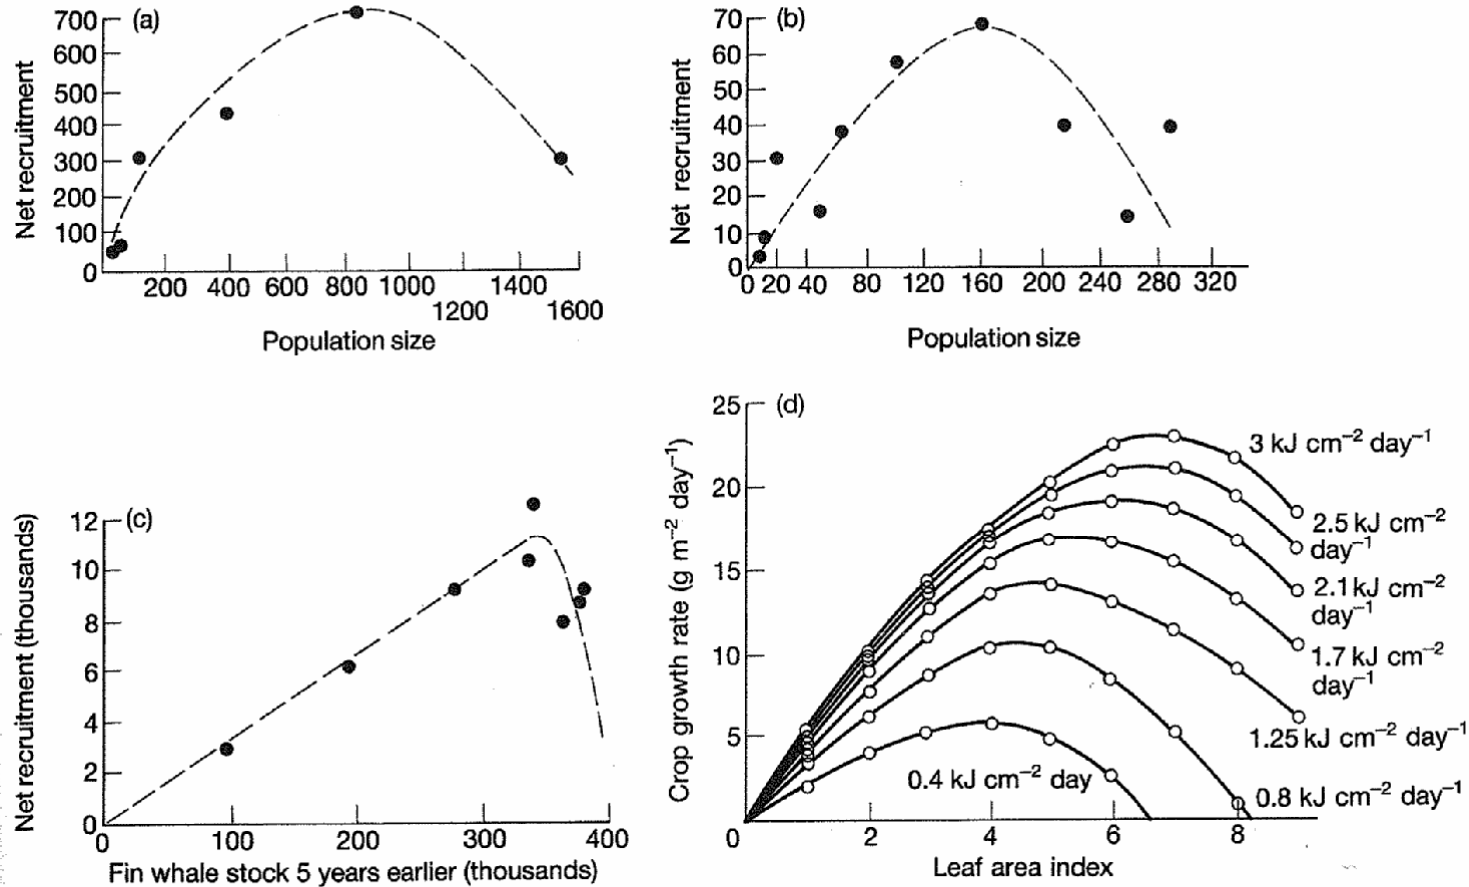 (a)
700
600
500
400
300
200
100
0
Net recruitment
200 400 600 800 1000 1400
1200 1600
Population size
(b)
70
60
50
40
30
20
10
0
Net recruitment
0 20 40 80 120 160 200 240 280 320
Population size
(c)
12
10
8
6
4
2
0
Net recruitment (thousands)
0 100 200 300 400
Fin whale stock 5 years earlier (thousands)
(d)
25
20
15
10
5
Crop growth rate (g m⁻² day⁻¹)
3 kJ cm⁻² day⁻¹
2.5 kJ cm⁻²
day⁻¹
2.1 kJ cm⁻²
day⁻¹
1.7 kJ cm⁻²
day⁻¹
1.25 kJ cm⁻² day⁻¹
0.8 kJ cm⁻² day⁻¹
0.4 kJ cm⁻² day
0 2 4 6 8
Leaf area index